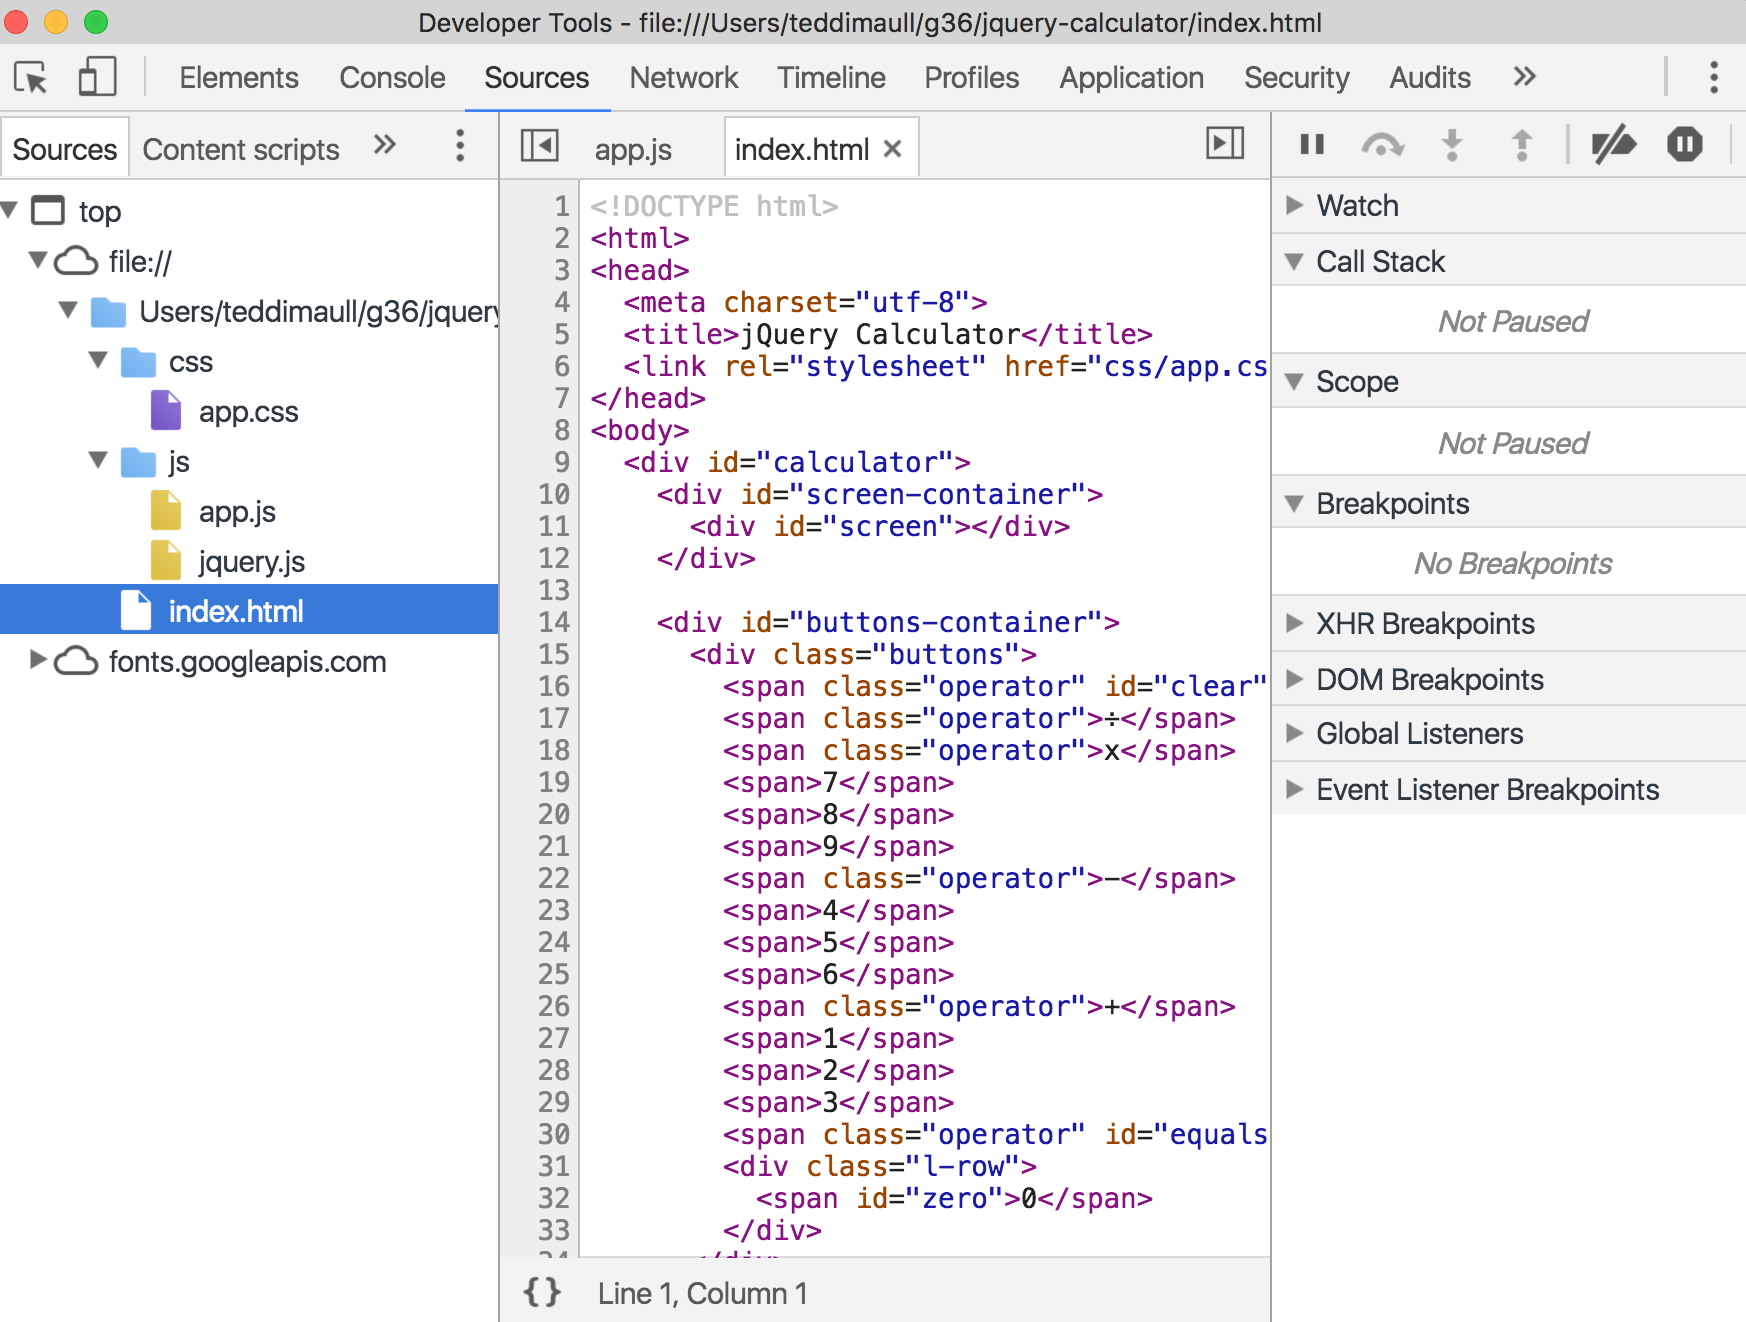 Developer Tools - file:///Users/teddimaull/g36/jquery-calculator/index.html
Elements Console Sources Network Timeline Profiles Application Security Audits »
Sources Content scripts »
top
file://
Users/teddimaull/g36/jquery
css
app.css
js
app.js
jquery.js
index.html
fonts.googleapis.com
app.js index.html ×
1 <!DOCTYPE html>
2 <html>
3 <head>
4 <meta charset="utf-8">
5 <title>jQuery Calculator</title>
6 <link rel="stylesheet" href="css/app.cs
7 </head>
8 <body>
9 <div id="calculator">
10 <div id="screen-container">
11 <div id="screen"></div>
12 </div>
13
14 <div id="buttons-container">
15 <div class="buttons">
16 <span class="operator" id="clear"
17 <span class="operator">÷</span>
18 <span class="operator">x</span>
19 <span>7</span>
20 <span>8</span>
21 <span>9</span>
22 <span class="operator">-</span>
23 <span>4</span>
24 <span>5</span>
25 <span>6</span>
26 <span class="operator">+</span>
27 <span>1</span>
28 <span>2</span>
29 <span>3</span>
30 <span class="operator" id="equals
31 <div class="l-row">
32 <span id="zero">0</span>
33 </div>
{} Line 1, Column 1
Watch
Call Stack
Not Paused
Scope
Not Paused
Breakpoints
No Breakpoints
XHR Breakpoints
DOM Breakpoints
Global Listeners
Event Listener Breakpoints